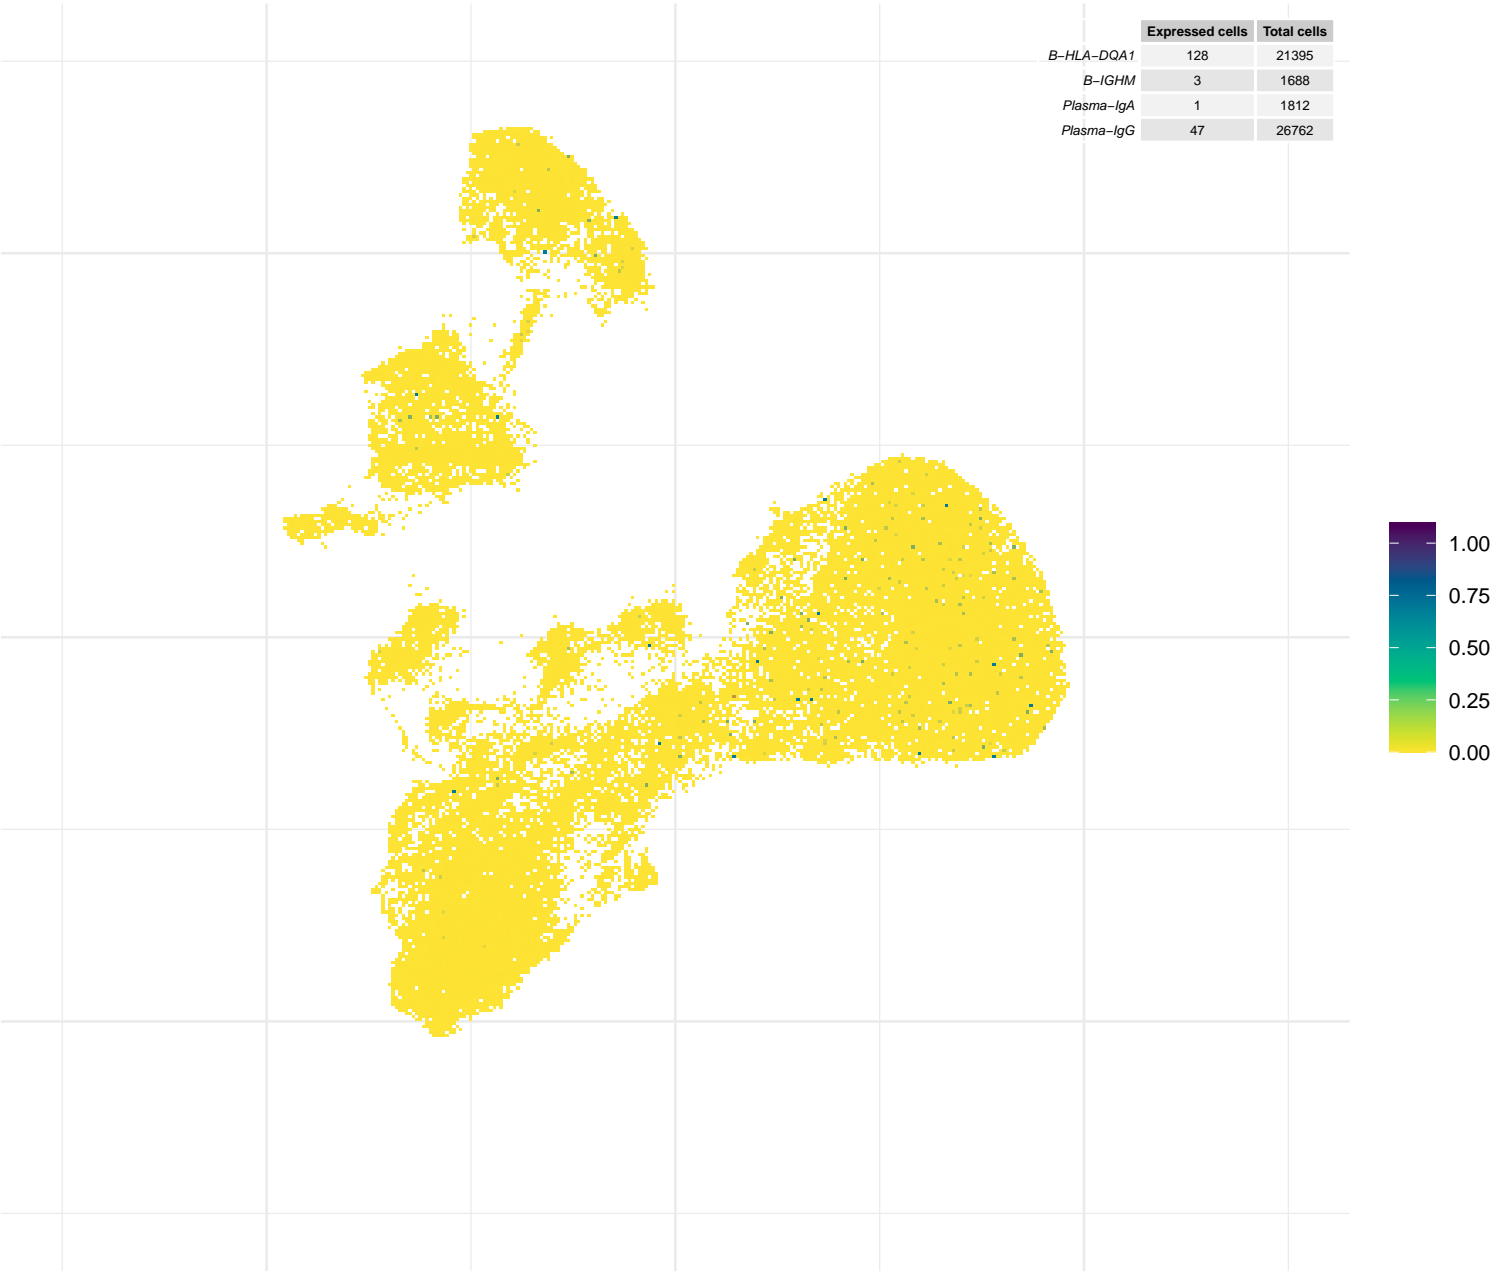 Expressed cells Total cells
B−HLA−DQA1 128 21395
B−IGHM 3 1688
Plasma−IgA 1 1812
Plasma−IgG 47 26762
1.00
0.75
0.50
0.25
0.00